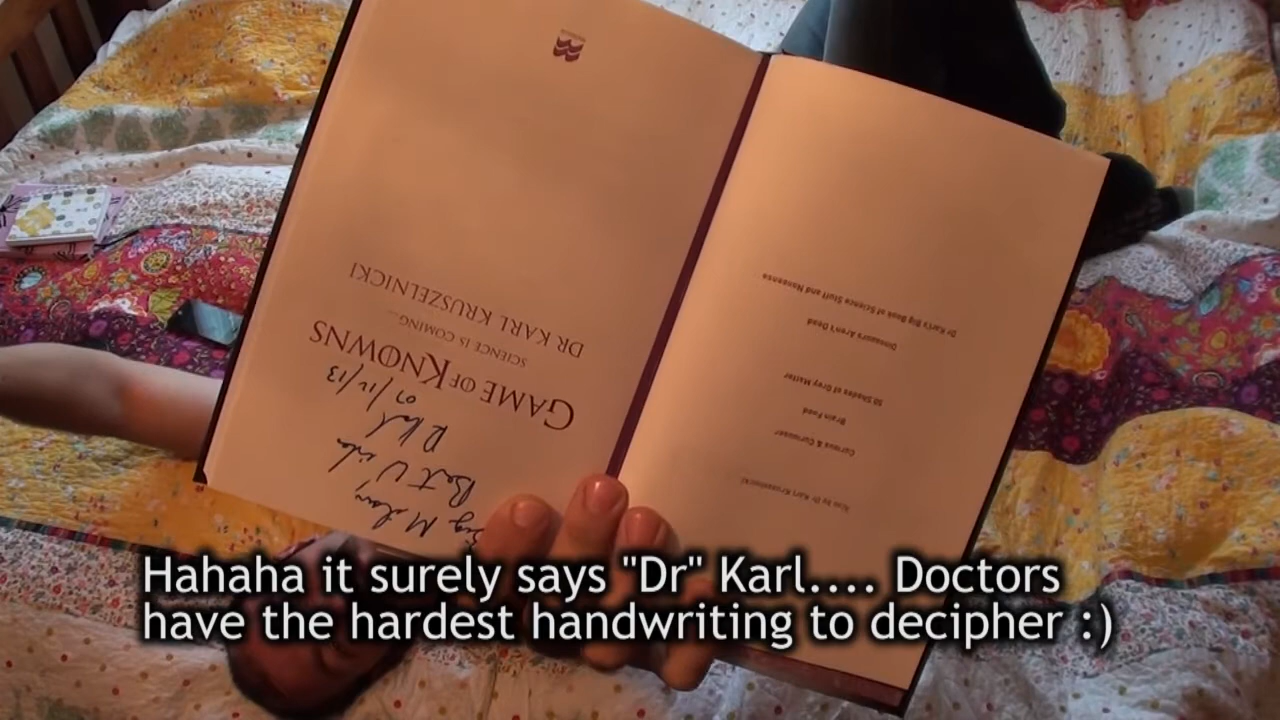 GAME OF KNOWNS
SCIENCE IS COMING...
DR KARL KRUSZELNICKI
Best
07/12/13
Also by Dr Karl Kruszelnicki
Curious & Curiouser
Brain Food
50 Shades of Grey Matter
Dinosaurs Aren't Dead
Dr Karl's Big Book of Science Stuff and Nonsense
Hahaha it surely says "Dr" Karl.... Doctors
have the hardest handwriting to decipher :)